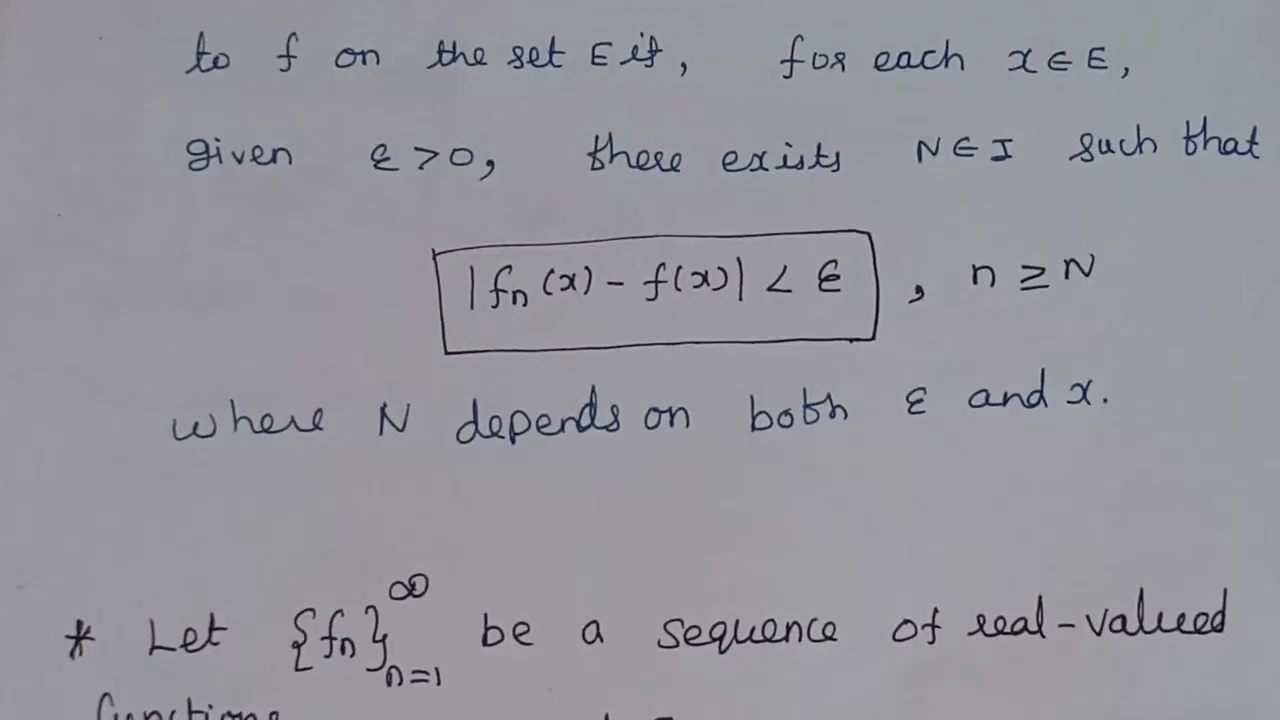 to f on the set E if, for each x ∈ E,
given ε > 0, there exists N ∈ I such that
|fn (x) - f(x)| < ε , n ≥ N
where N depends on both ε and x.
* Let {fn}∞n=1 be a sequence of real-valued
functions